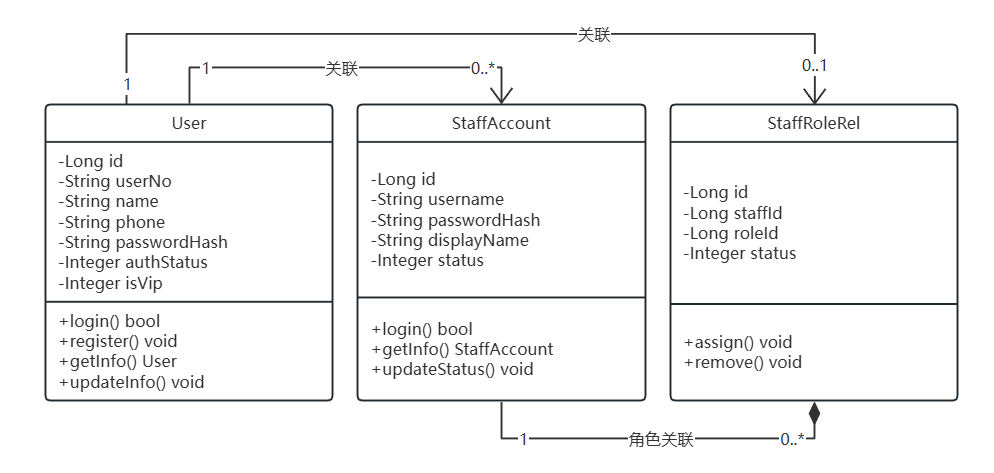 关联
1
0..1
1
关联
0..*
User
-Long id
-String userNo
-String name
-String phone
-String passwordHash
-Integer authStatus
-Integer isVip
+login() bool
+register() void
+getInfo() User
+updateInfo() void
StaffAccount
-Long id
-String username
-String passwordHash
-String displayName
-Integer status
+login() bool
+getInfo() StaffAccount
+updateStatus() void
StaffRoleRel
-Long id
-Long staffId
-Long roleId
-Integer status
+assign() void
+remove() void
1
角色关联
0..*